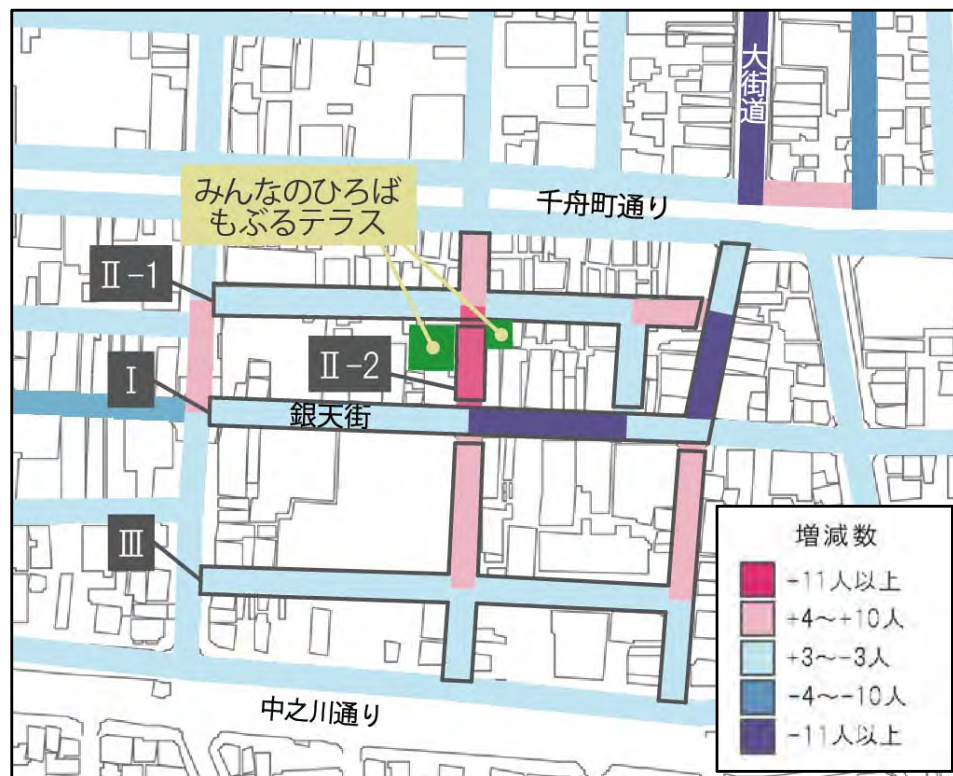 大街道
みんなのひろば
もぶるテラス
千舟町通り
Ⅱ-1
Ⅱ-2
Ⅰ
銀天街
Ⅲ
中之川通り
増減数
+11人以上
+4～+10人
+3～-3人
-4～-10人
-11人以上